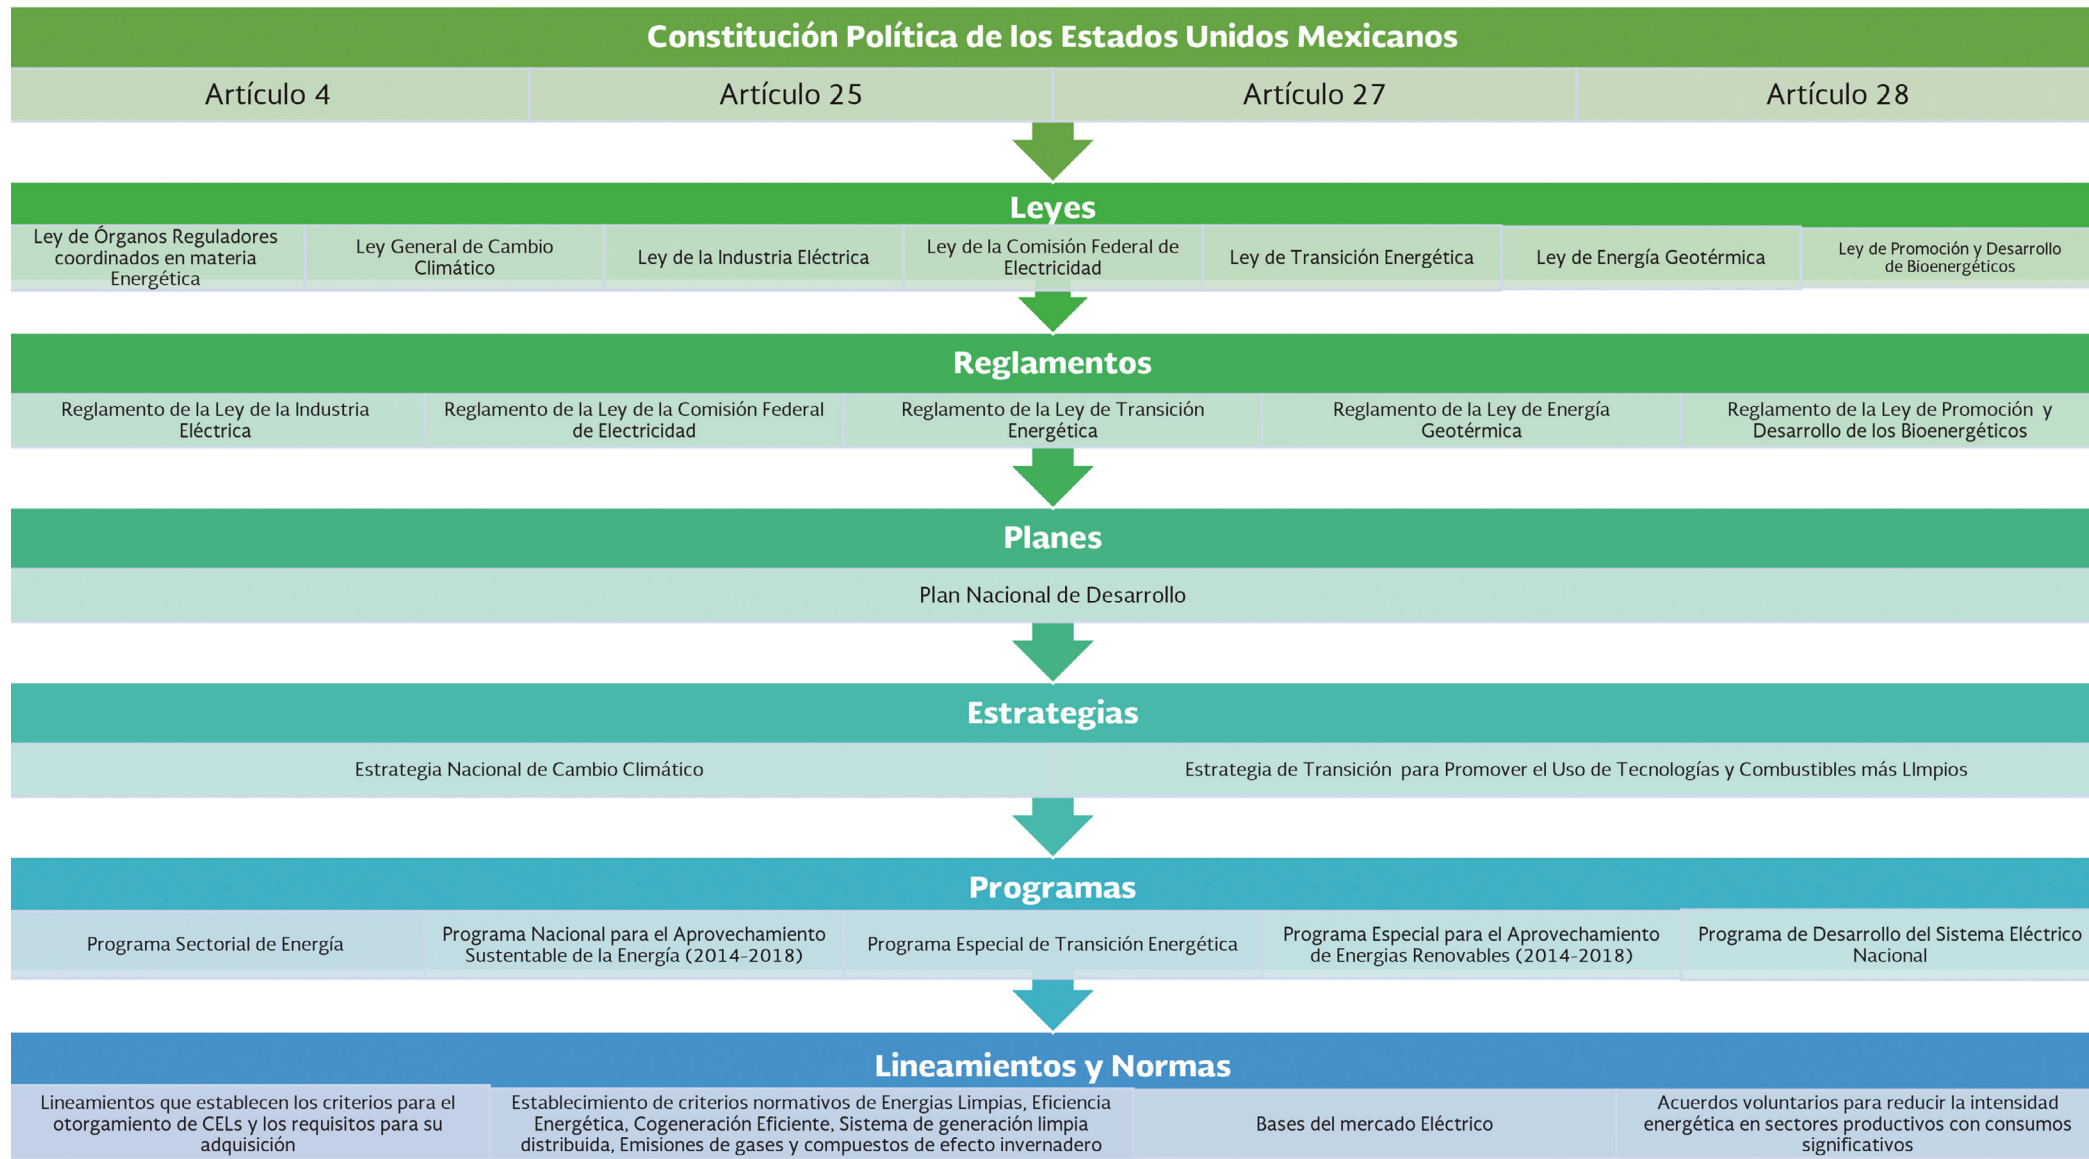 Constitución Política de los Estados Unidos Mexicanos
Artículo 4
Artículo 25
Artículo 27
Artículo 28
Leyes
Ley de Órganos Reguladores
coordinados en materia
Energética
Ley General de Cambio
Climático
Ley de la Industria Eléctrica
Ley de la Comisión Federal de
Electricidad
Ley de Transición Energética
Ley de Energía Geotérmica
Ley de Promoción y Desarrollo
de Bioenergéticos
Reglamentos
Reglamento de la Ley de la Industria
Eléctrica
Reglamento de la Ley de la Comisión Federal
de Electricidad
Reglamento de la Ley de Transición
Energética
Reglamento de la Ley de Energía
Geotérmica
Reglamento de la Ley de Promoción y
Desarrollo de los Bioenergéticos
Planes
Plan Nacional de Desarrollo
Estrategias
Estrategia Nacional de Cambio Climático
Estrategia de Transición para Promover el Uso de Tecnologías y Combustibles más LImpios
Programas
Programa Sectorial de Energía
Programa Nacional para el Aprovechamiento
Sustentable de la Energía (2014-2018)
Programa Especial de Transición Energética
Programa Especial para el Aprovechamiento
de Energias Renovables (2014-2018)
Programa de Desarrollo del Sistema Eléctrico
Nacional
Lineamientos y Normas
Lineamientos que establecen los criterios para el
otorgamiento de CELs y los requisitos para su
adquisición
Establecimiento de criterios normativos de Energias Limpias, Eficiencia
Energética, Cogeneración Eficiente, Sistema de generación limpia
distribuida, Emisiones de gases y compuestos de efecto invernadero
Bases del mercado Eléctrico
Acuerdos voluntarios para reducir la intensidad
energética en sectores productivos con consumos
significativos